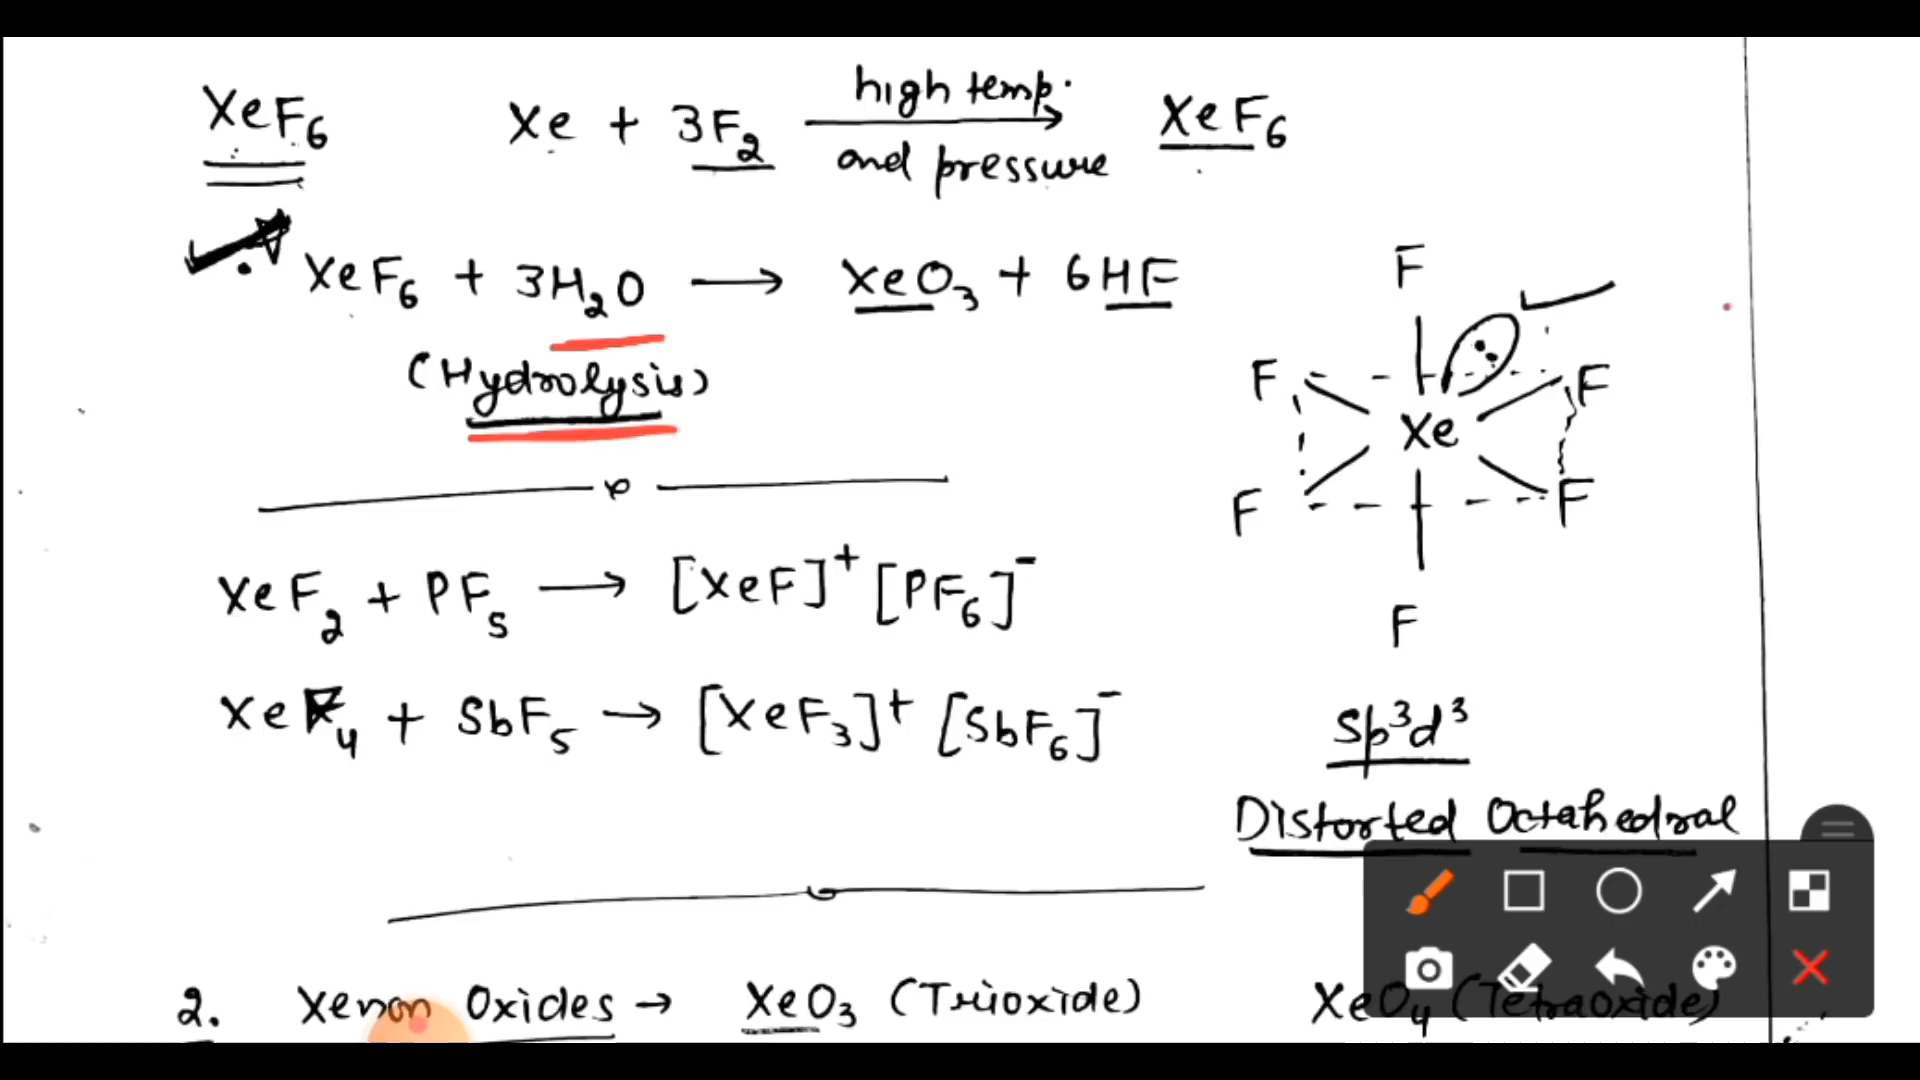 XeF₆ Xe + 3F₂ high temp. and pressure → XeF₆
XeF₆ + 3H₂O → XeO₃ + 6HF
(Hydrolysis)
F
F F
Xe
F F
F
XeF₂ + PF₅ → [XeF]⁺ [PF₆]⁻
XeF₄ + SbF₅ → [XeF₃]⁺ [SbF₆]⁻
Sp³d³
Distorted Octahedral
2. Xenon Oxides → XeO₃ (Trioxide) XeO₄ (Tetraoxide)